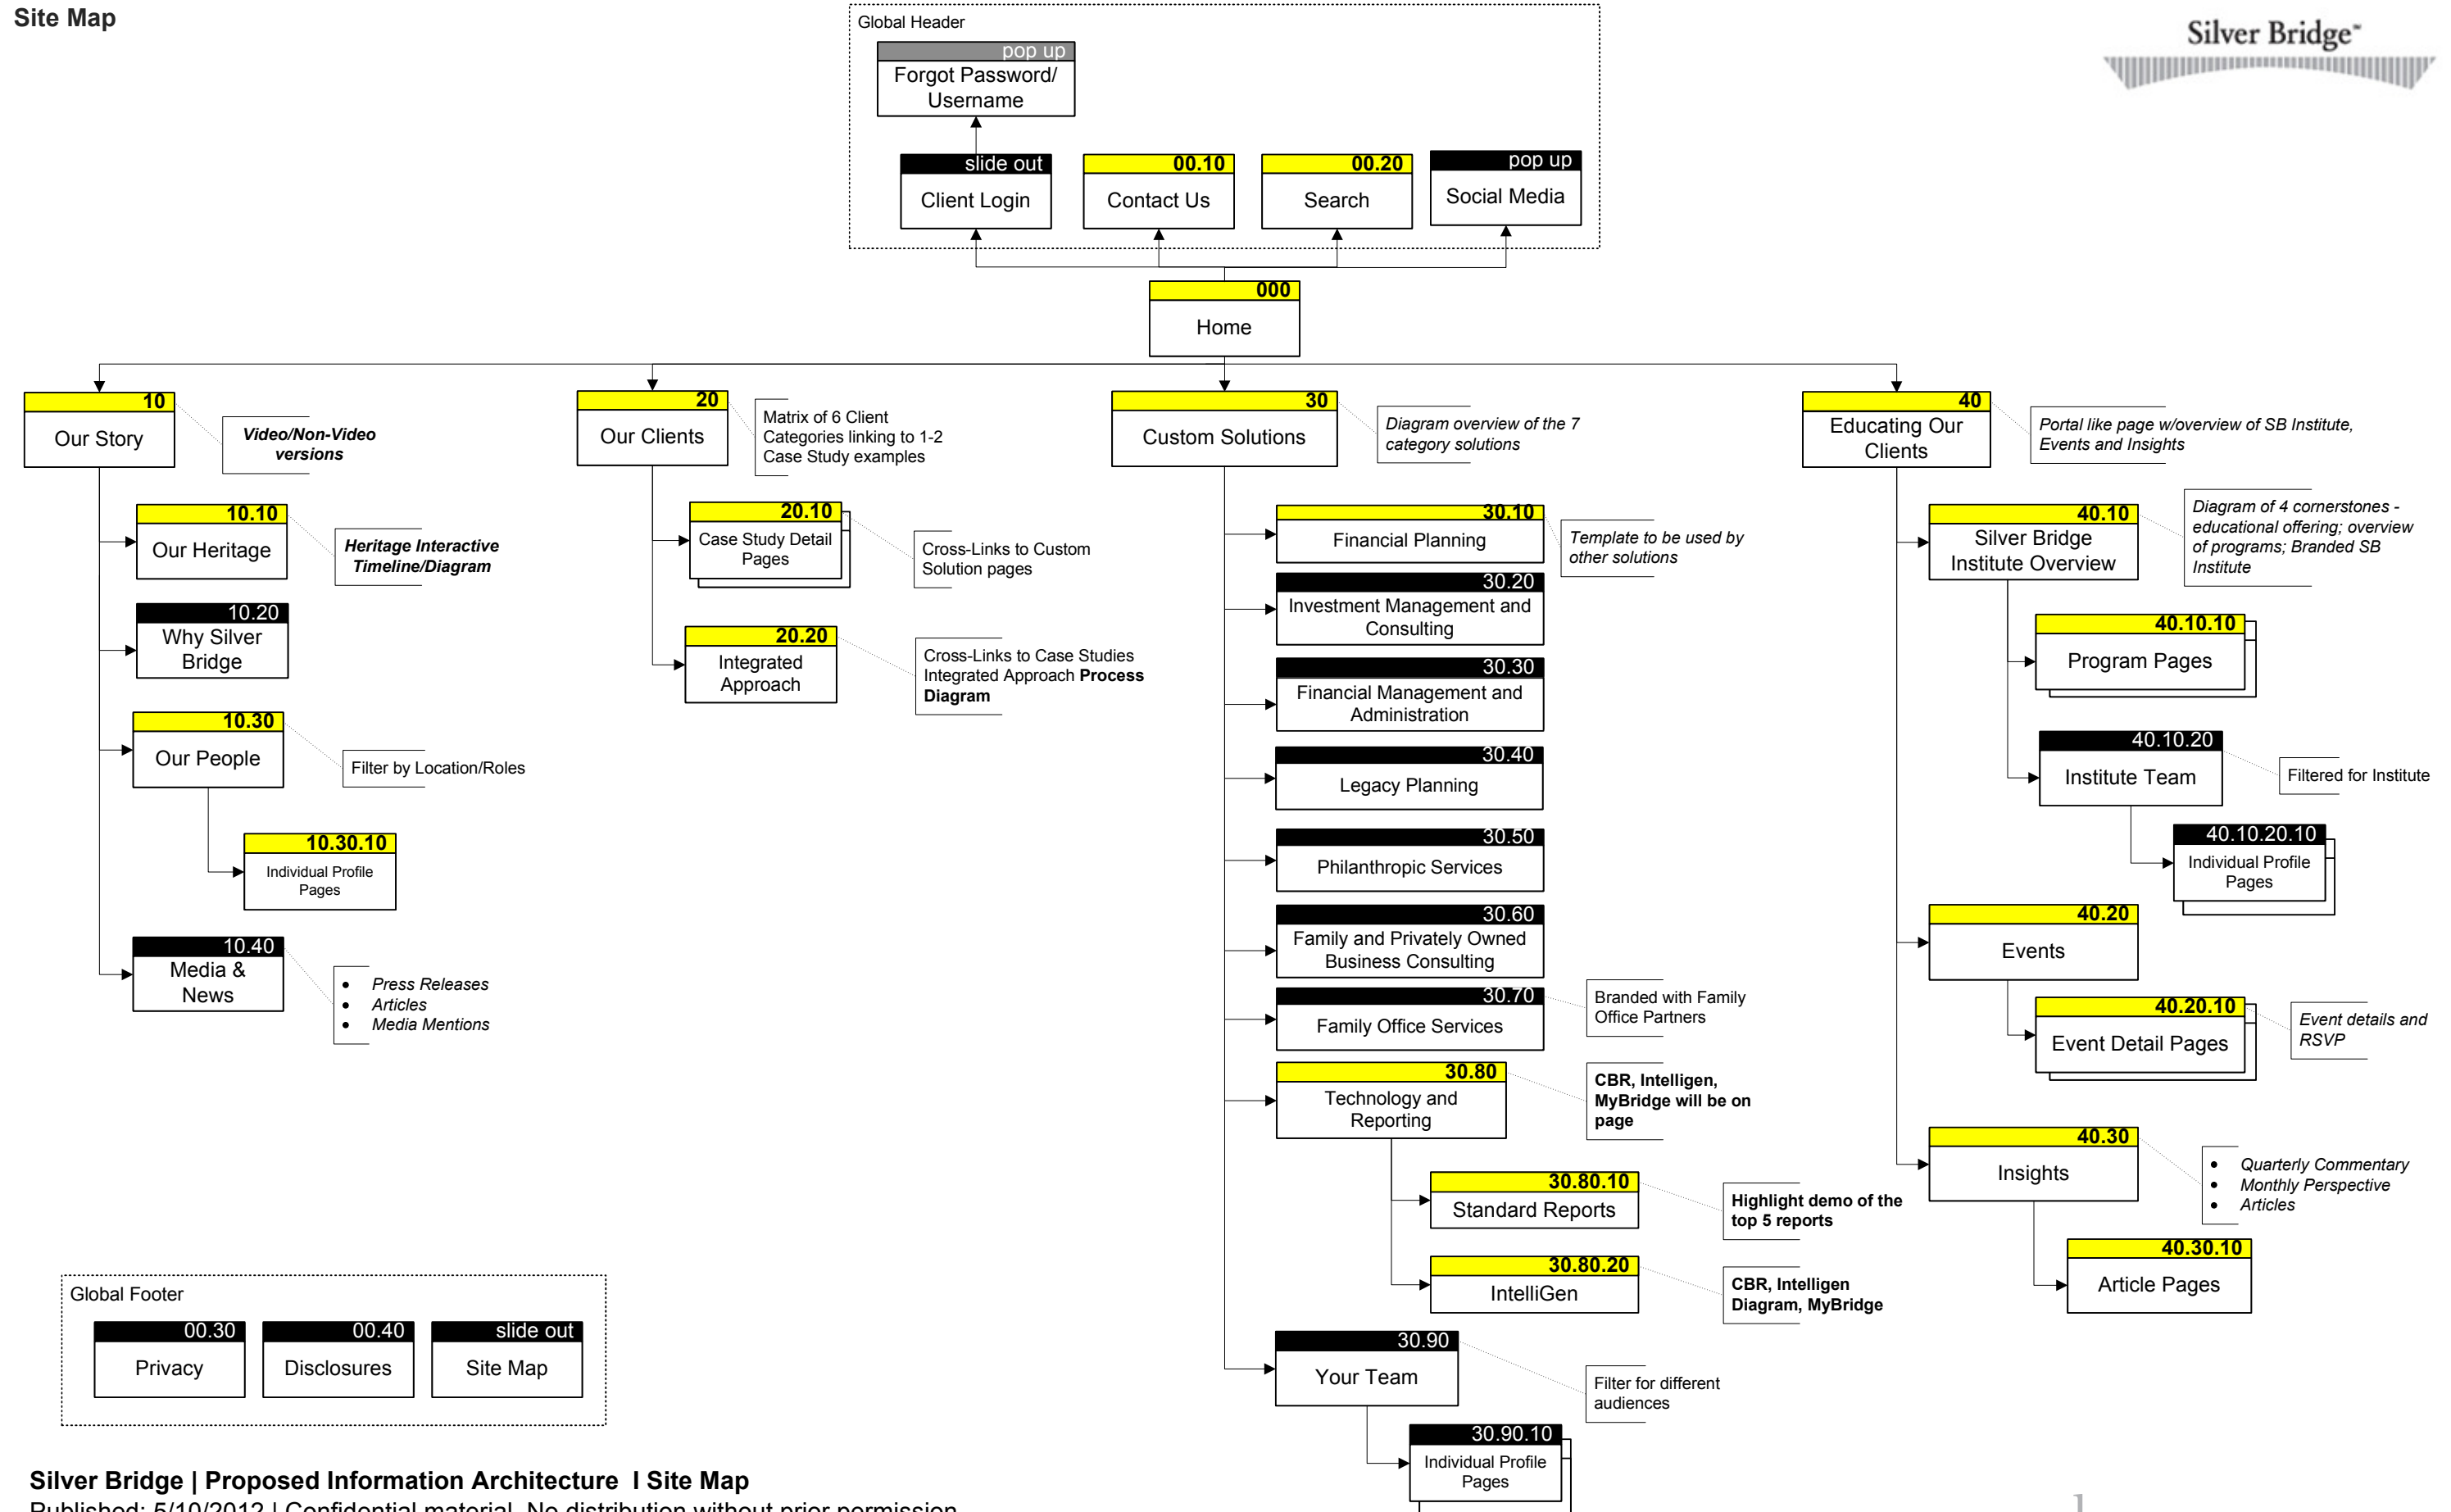 Site Map
Silver Bridge™
Global Header
pop up
Forgot Password/
Username
slide out
Client Login
00.10
Contact Us
00.20
Search
pop up
Social Media
000
Home
10
Our Story
Video/Non-Video
versions
10.10
Our Heritage
Heritage Interactive
Timeline/Diagram
10.20
Why Silver
Bridge
10.30
Our People
Filter by Location/Roles
10.30.10
Individual Profile
Pages
10.40
Media &
News
• Press Releases
• Articles
• Media Mentions
20
Our Clients
Matrix of 6 Client
Categories linking to 1-2
Case Study examples
20.10
Case Study Detail
Pages
Cross-Links to Custom
Solution pages
20.20
Integrated
Approach
Cross-Links to Case Studies
Integrated Approach Process
Diagram
30
Custom Solutions
Diagram overview of the 7
category solutions
30.10
Financial Planning
Template to be used by
other solutions
30.20
Investment Management and
Consulting
30.30
Financial Management and
Administration
30.40
Legacy Planning
30.50
Philanthropic Services
30.60
Family and Privately Owned
Business Consulting
30.70
Family Office Services
Branded with Family
Office Partners
30.80
Technology and
Reporting
CBR, Intelligen,
MyBridge will be on
page
30.80.10
Standard Reports
Highlight demo of the
top 5 reports
30.80.20
IntelliGen
CBR, Intelligen
Diagram, MyBridge
30.90
Your Team
Filter for different
audiences
30.90.10
Individual Profile
Pages
40
Educating Our
Clients
Portal like page w/overview of SB Institute,
Events and Insights
40.10
Silver Bridge
Institute Overview
Diagram of 4 cornerstones -
educational offering; overview
of programs; Branded SB
Institute
40.10.10
Program Pages
40.10.20
Institute Team
Filtered for Institute
40.10.20.10
Individual Profile
Pages
40.20
Events
40.20.10
Event Detail Pages
Event details and
RSVP
40.30
Insights
• Quarterly Commentary
• Monthly Perspective
• Articles
40.30.10
Article Pages
Global Footer
00.30
Privacy
00.40
Disclosures
slide out
Site Map
Silver Bridge | Proposed Information Architecture I Site Map
Published: 5/10/2012 | Confidential material. No distribution without prior permission
1